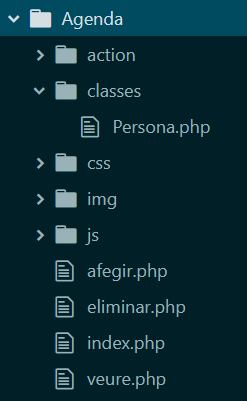 Agenda
action
classes
Persona.php
css
img
js
afegir.php
eliminar.php
index.php
veure.php